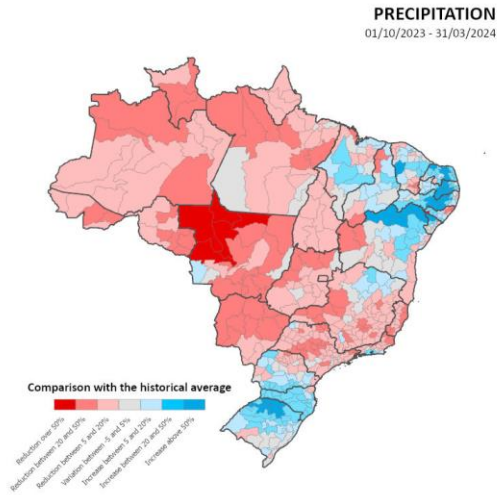 PRECIPITATION
01/10/2023 - 31/03/2024
Comparison with the historical average
Reduction over 50%
Reduction between 20 and 50%
Reduction between 5 and 20%
Variation between -5 and 5%
Increase between 5 and 20%
Increase between 20 and 50%
Increase above 50%